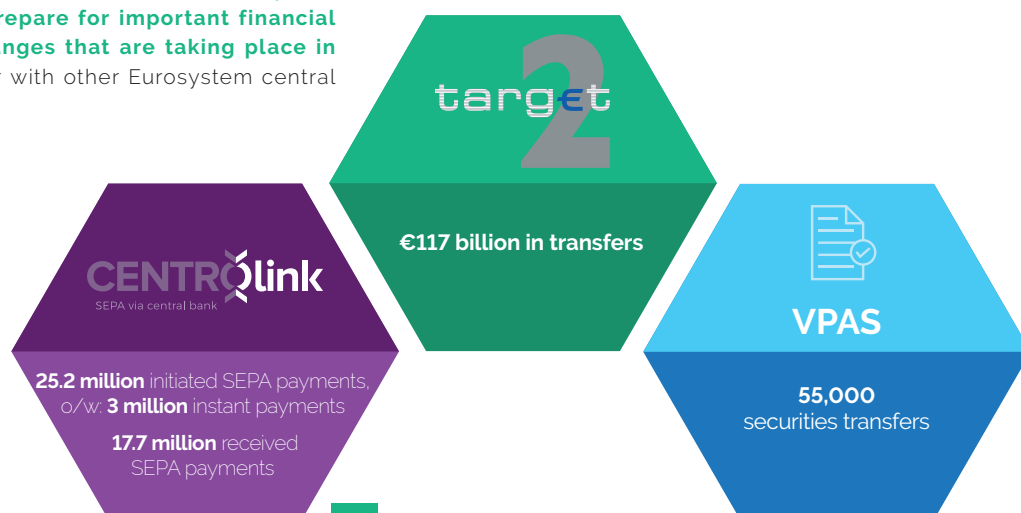 repare for important financial
anges that are taking place in
with other Eurosystem central
target
2
€117 billion in transfers
CENTROlink
SEPA via central bank
25.2 million initiated SEPA payments,
o/w: 3 million instant payments
17.7 million received
SEPA payments
VPAS
55,000
securities transfers